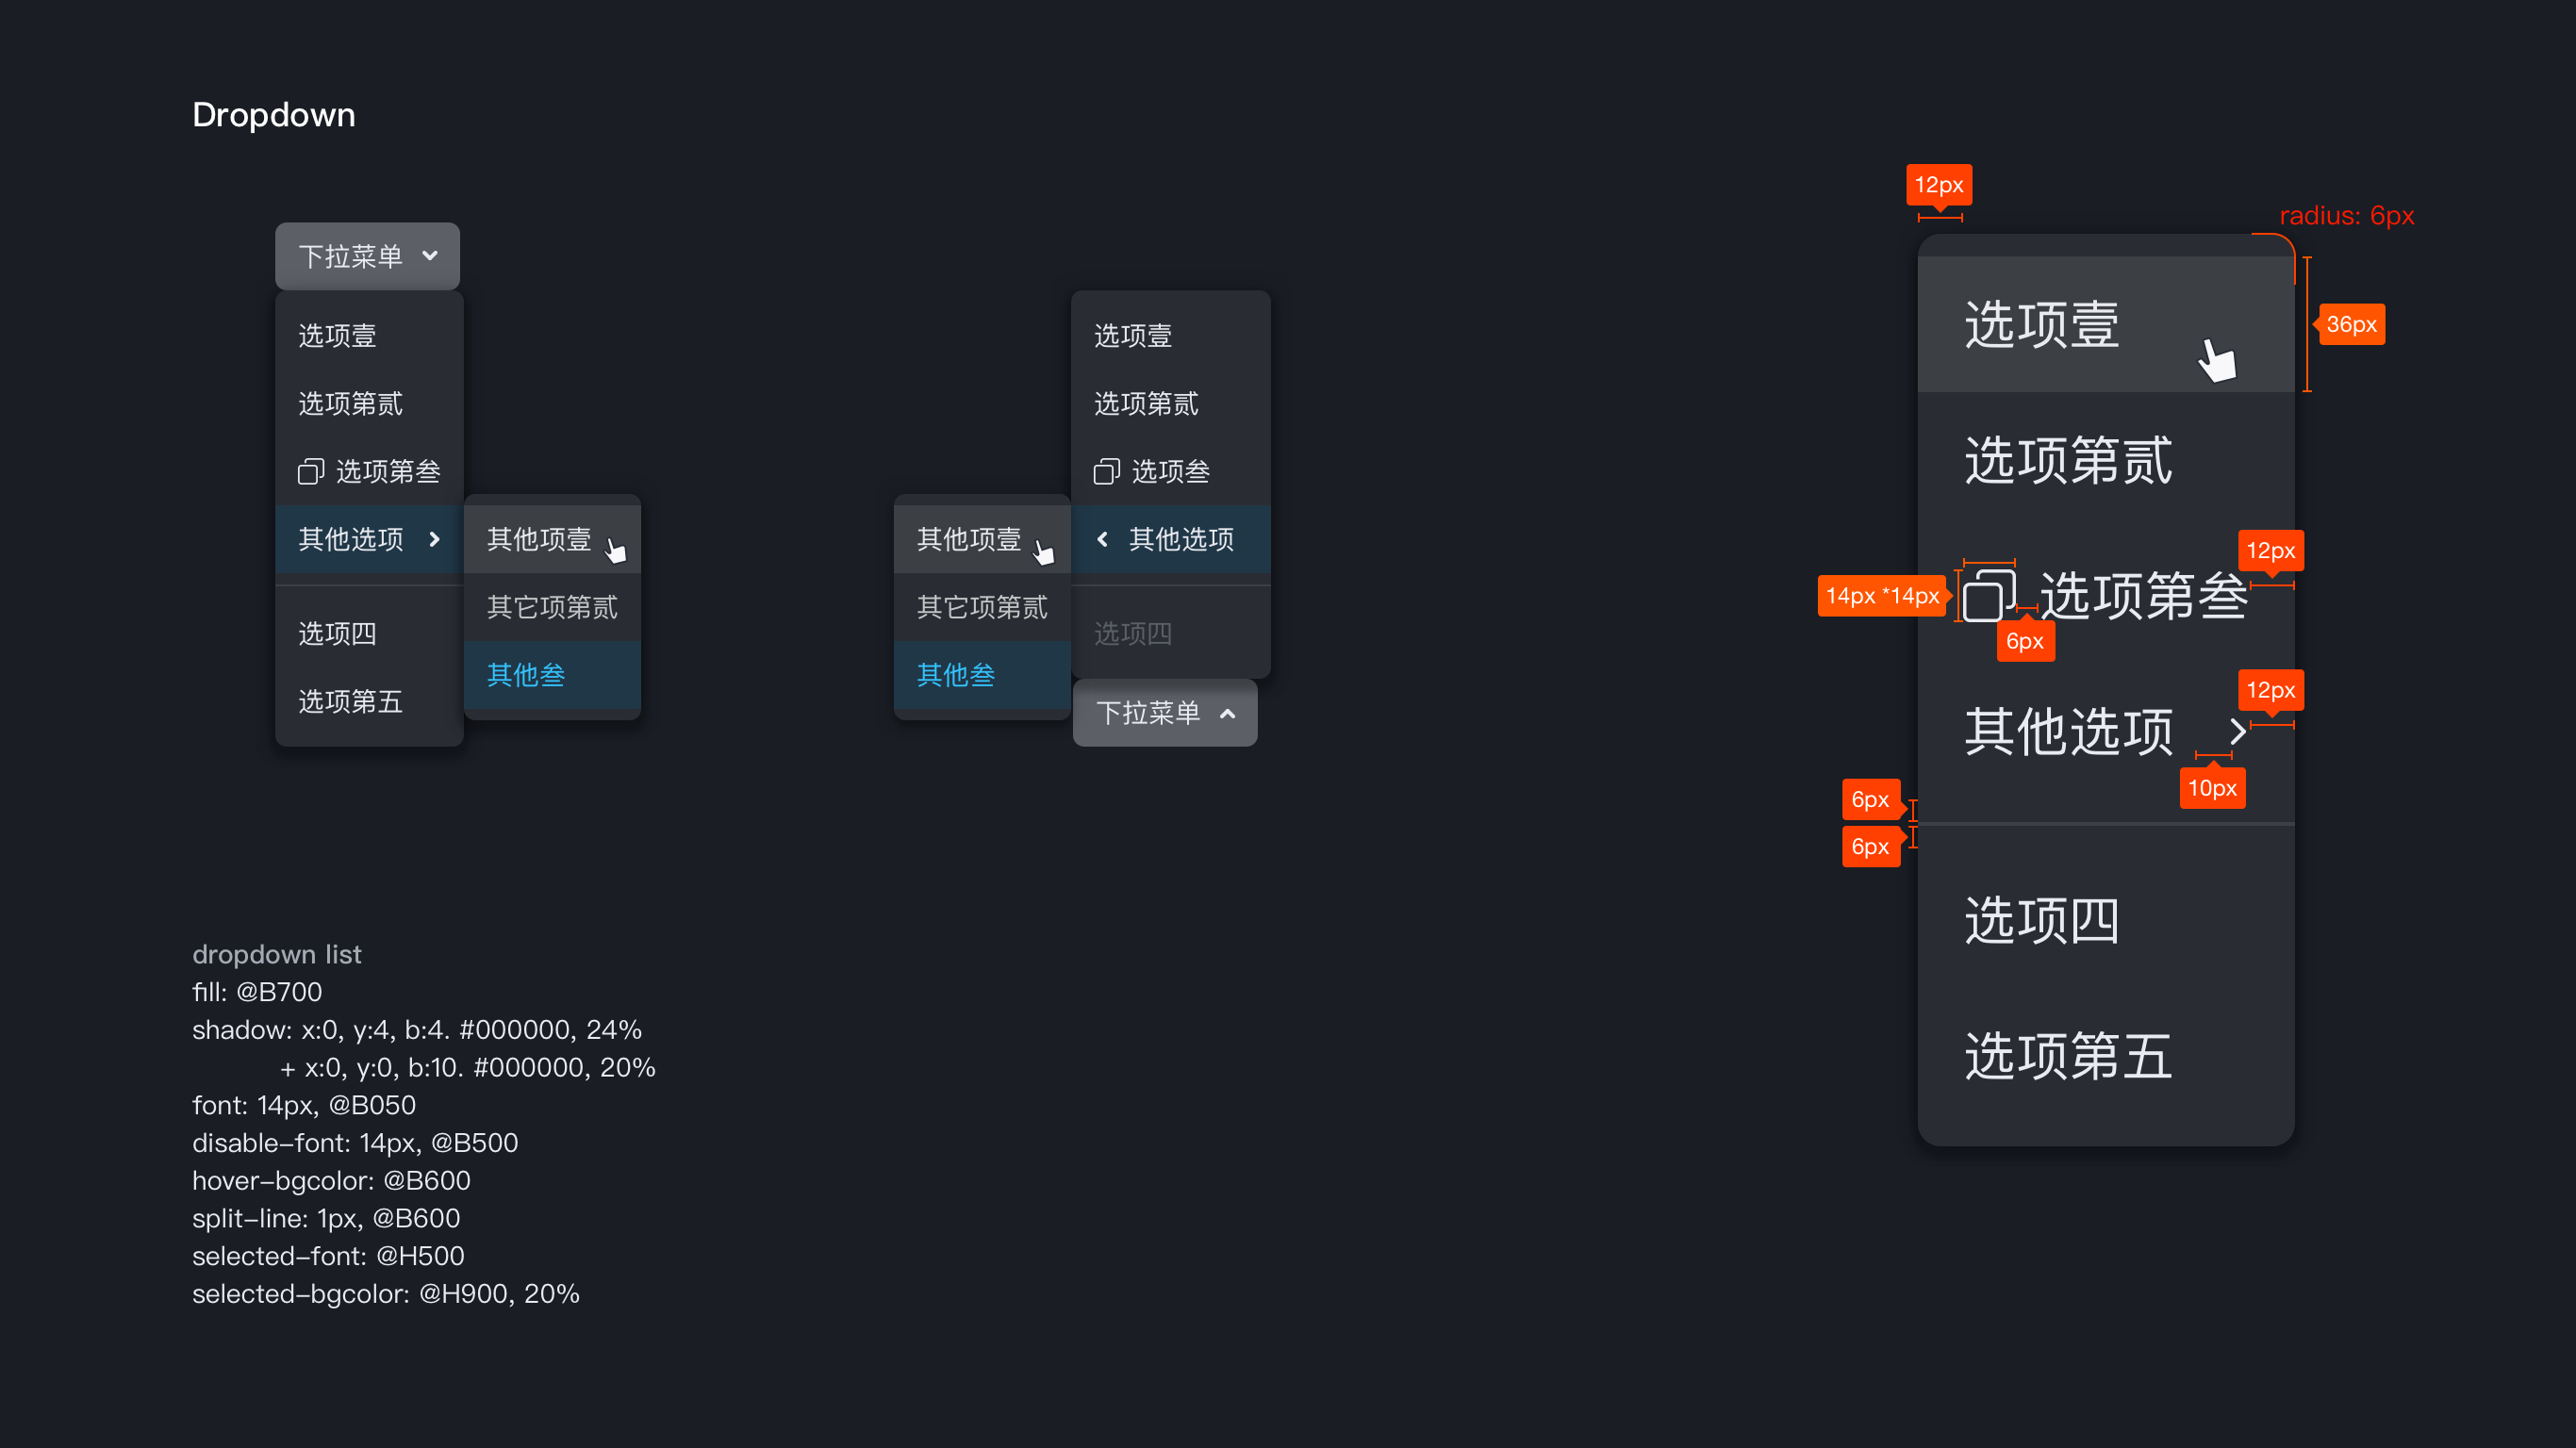 Dropdown
下拉菜单
选项壹
选项第贰
选项第叁
其他选项
选项四
选项第五
其他项壹
其它项第贰
其他叁
选项壹
选项第贰
选项叁
其他选项
选项四
下拉菜单
其他项壹
其它项第贰
其他叁
12px
radius: 6px
选项壹
36px
选项第贰
12px
14px *14px
选项第叁
6px
12px
其他选项
10px
6px
6px
选项四
选项第五
dropdown list
fill: @B700
shadow: x:0, y:4, b:4. #000000, 24%
+ x:0, y:0, b:10. #000000, 20%
font: 14px, @B050
disable-font: 14px, @B500
hover-bgcolor: @B600
split-line: 1px, @B600
selected-font: @H500
selected-bgcolor: @H900, 20%